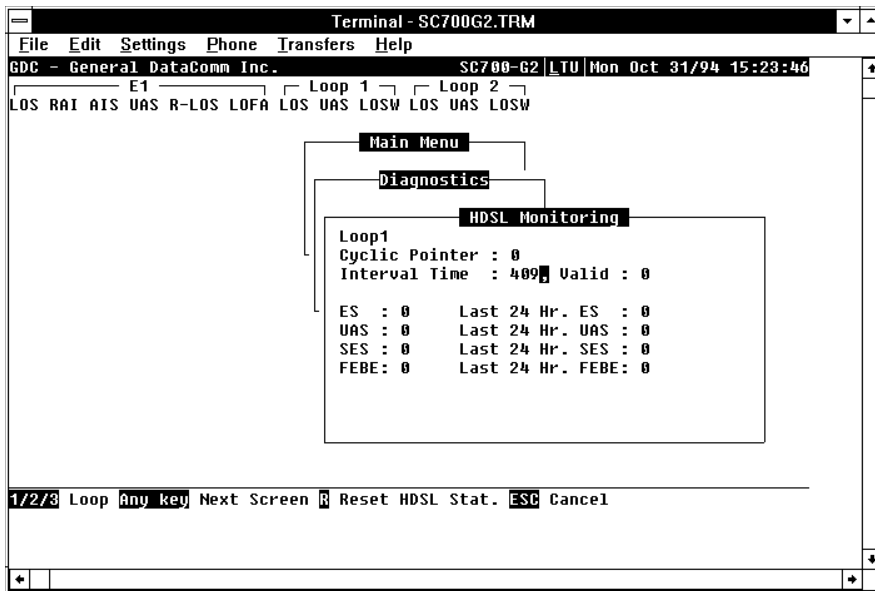 Terminal - SC700G2.TRM
File Edit Settings Phone Transfers Help
GDC - General DataComm Inc. SC700-G2|LTU|Mon Oct 31/94 15:23:46
E1 Loop 1 Loop 2
LOS RAI AIS UAS R-LOS LOFA LOS UAS LOSW LOS UAS LOSW
Main Menu
Diagnostics
HDSL Monitoring
Loop1
Cyclic Pointer : 0
Interval Time : 409, Valid : 0
ES : 0 Last 24 Hr. ES : 0
UAS : 0 Last 24 Hr. UAS : 0
SES : 0 Last 24 Hr. SES : 0
FEBE: 0 Last 24 Hr. FEBE: 0
1/2/3 Loop Any key Next Screen R Reset HDSL Stat. ESC Cancel